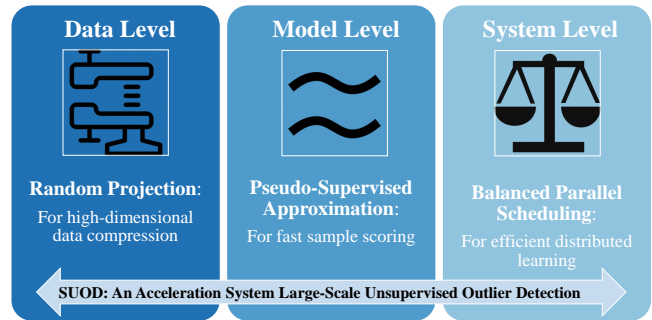 Data Level
Random Projection:
For high-dimensional
data compression
Model Level
Pseudo-Supervised
Approximation:
For fast sample scoring
System Level
Balanced Parallel
Scheduling:
For efficient distributed
learning
SUOD: An Acceleration System Large-Scale Unsupervised Outlier Detection